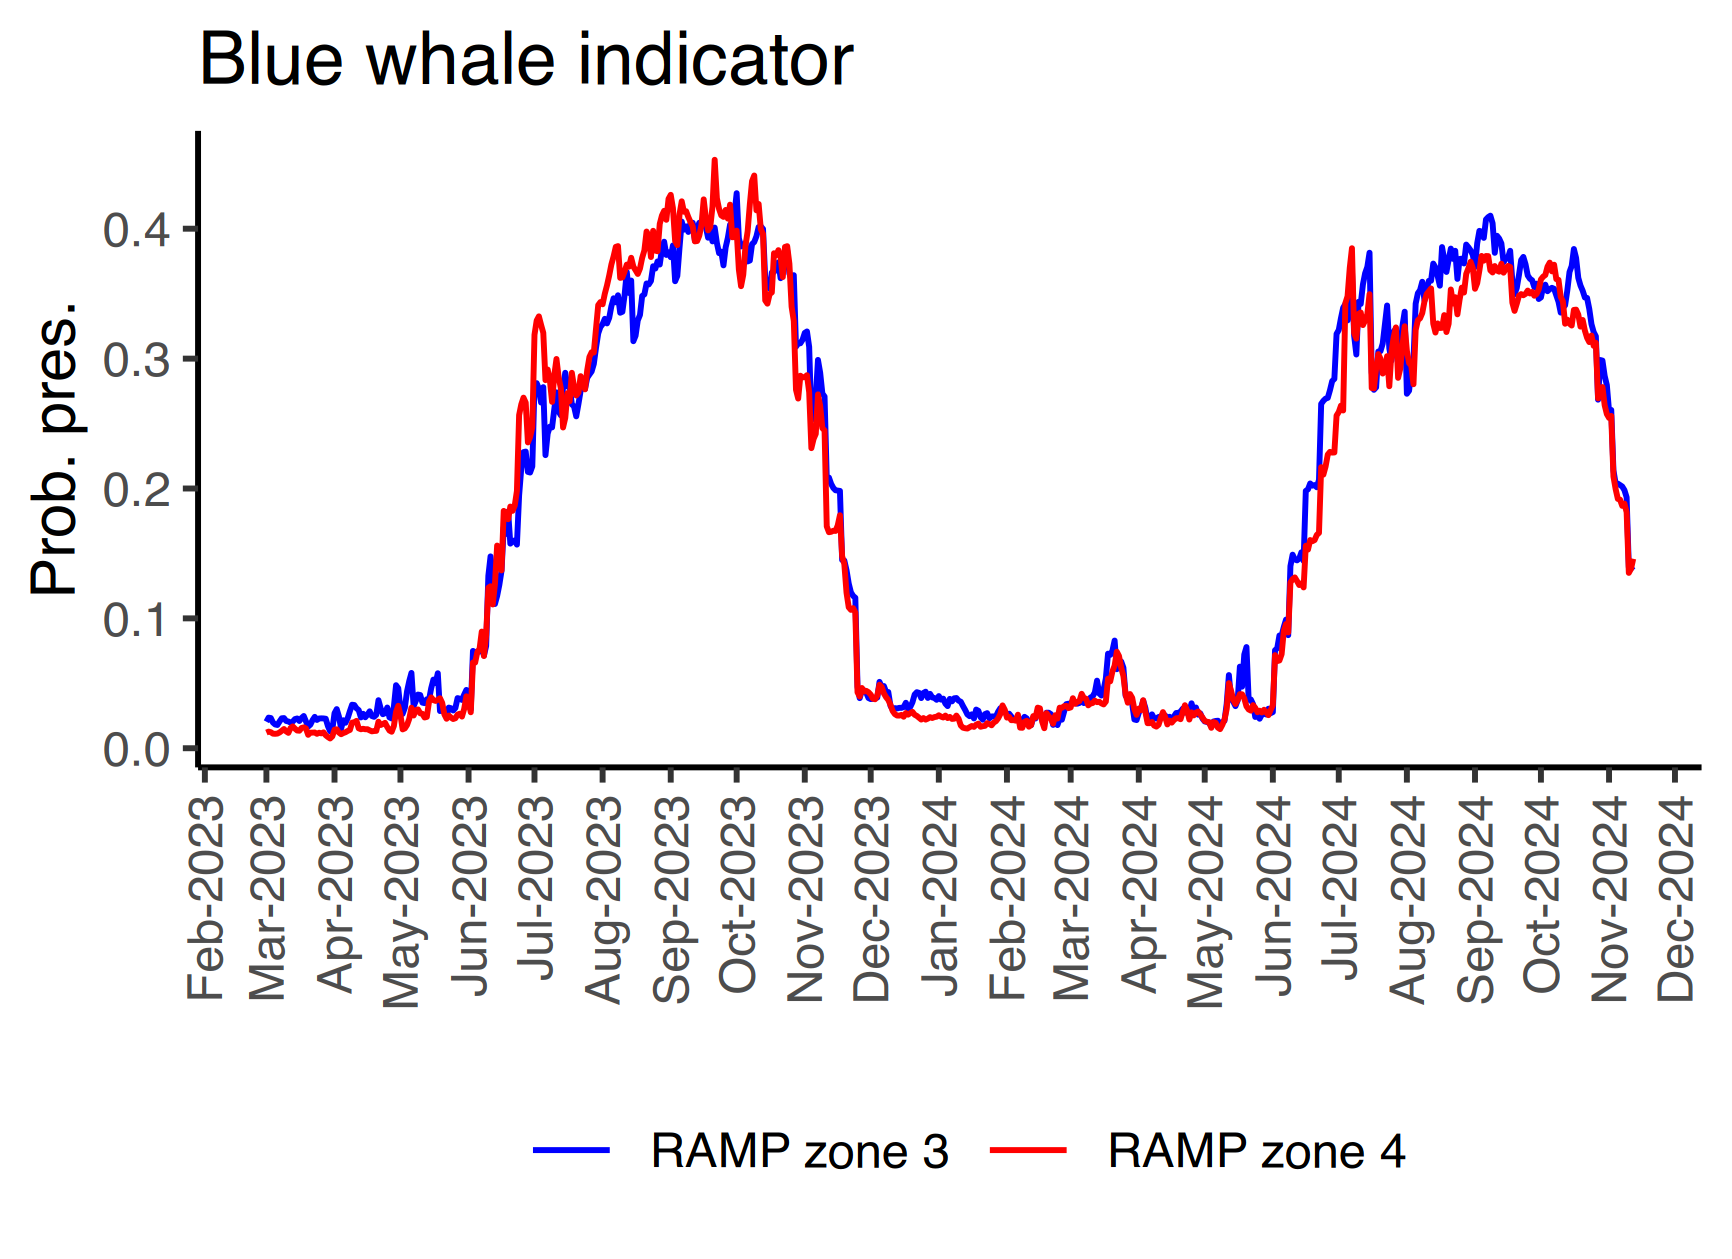 Blue whale indicator
Prob. pres.
0.4
0.3
0.2
0.1
0.0
Feb-2023
Mar-2023
Apr-2023
May-2023
Jun-2023
Jul-2023
Aug-2023
Sep-2023
Oct-2023
Nov-2023
Dec-2023
Jan-2024
Feb-2024
Mar-2024
Apr-2024
May-2024
Jun-2024
Jul-2024
Aug-2024
Sep-2024
Oct-2024
Nov-2024
Dec-2024
RAMP zone 3 RAMP zone 4